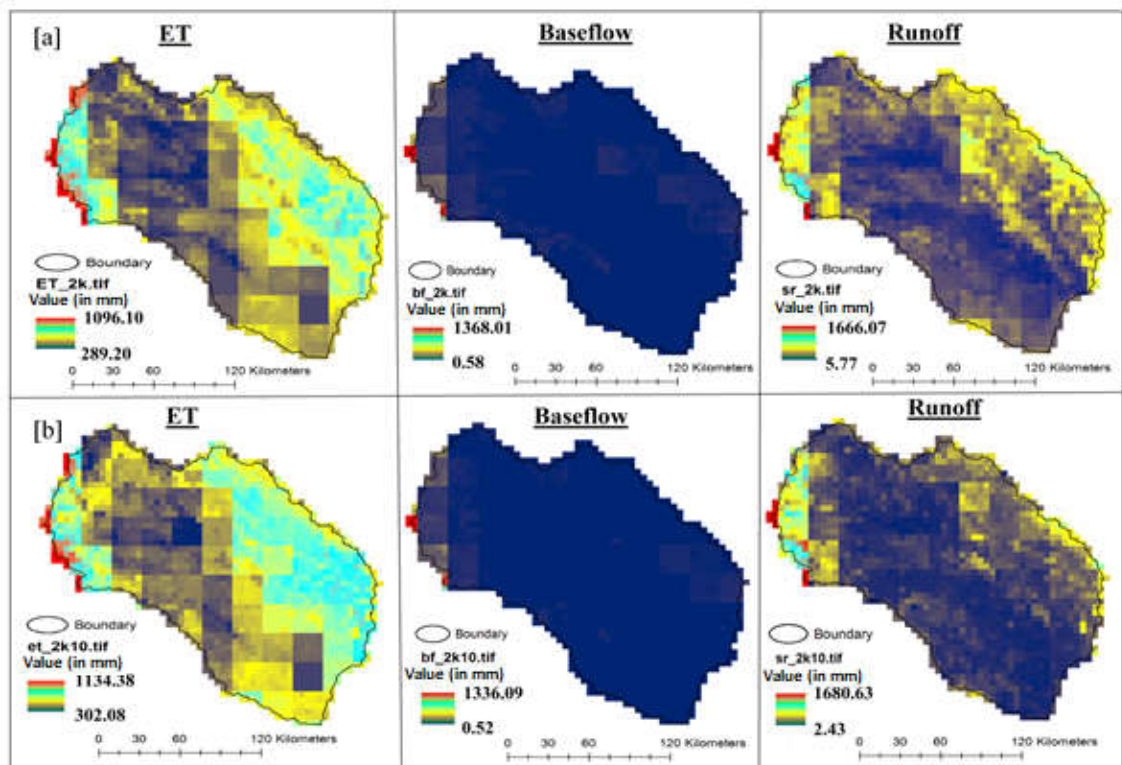 [a]
ET
Boundary
ET_2k.tif
Value (in mm)
1096.10
289.20
0 30 60 120 Kilometers
Baseflow
Boundary
bf_2k.tif
Value (in mm)
1368.01
0.58
0 30 60 120 Kilometers
Runoff
Boundary
sr_2k.tif
Value (in mm)
1666.07
5.77
0 30 60 120 Kilometers
[b]
ET
Boundary
et_2k10.tif
Value (in mm)
1134.38
302.08
0 30 60 120 Kilometers
Baseflow
Boundary
bf_2k10.tif
Value (in mm)
1336.09
0.52
0 30 60 120 Kilometers
Runoff
Boundary
sr_2k10.tif
Value (in mm)
1680.63
2.43
0 30 60 120 Kilometers